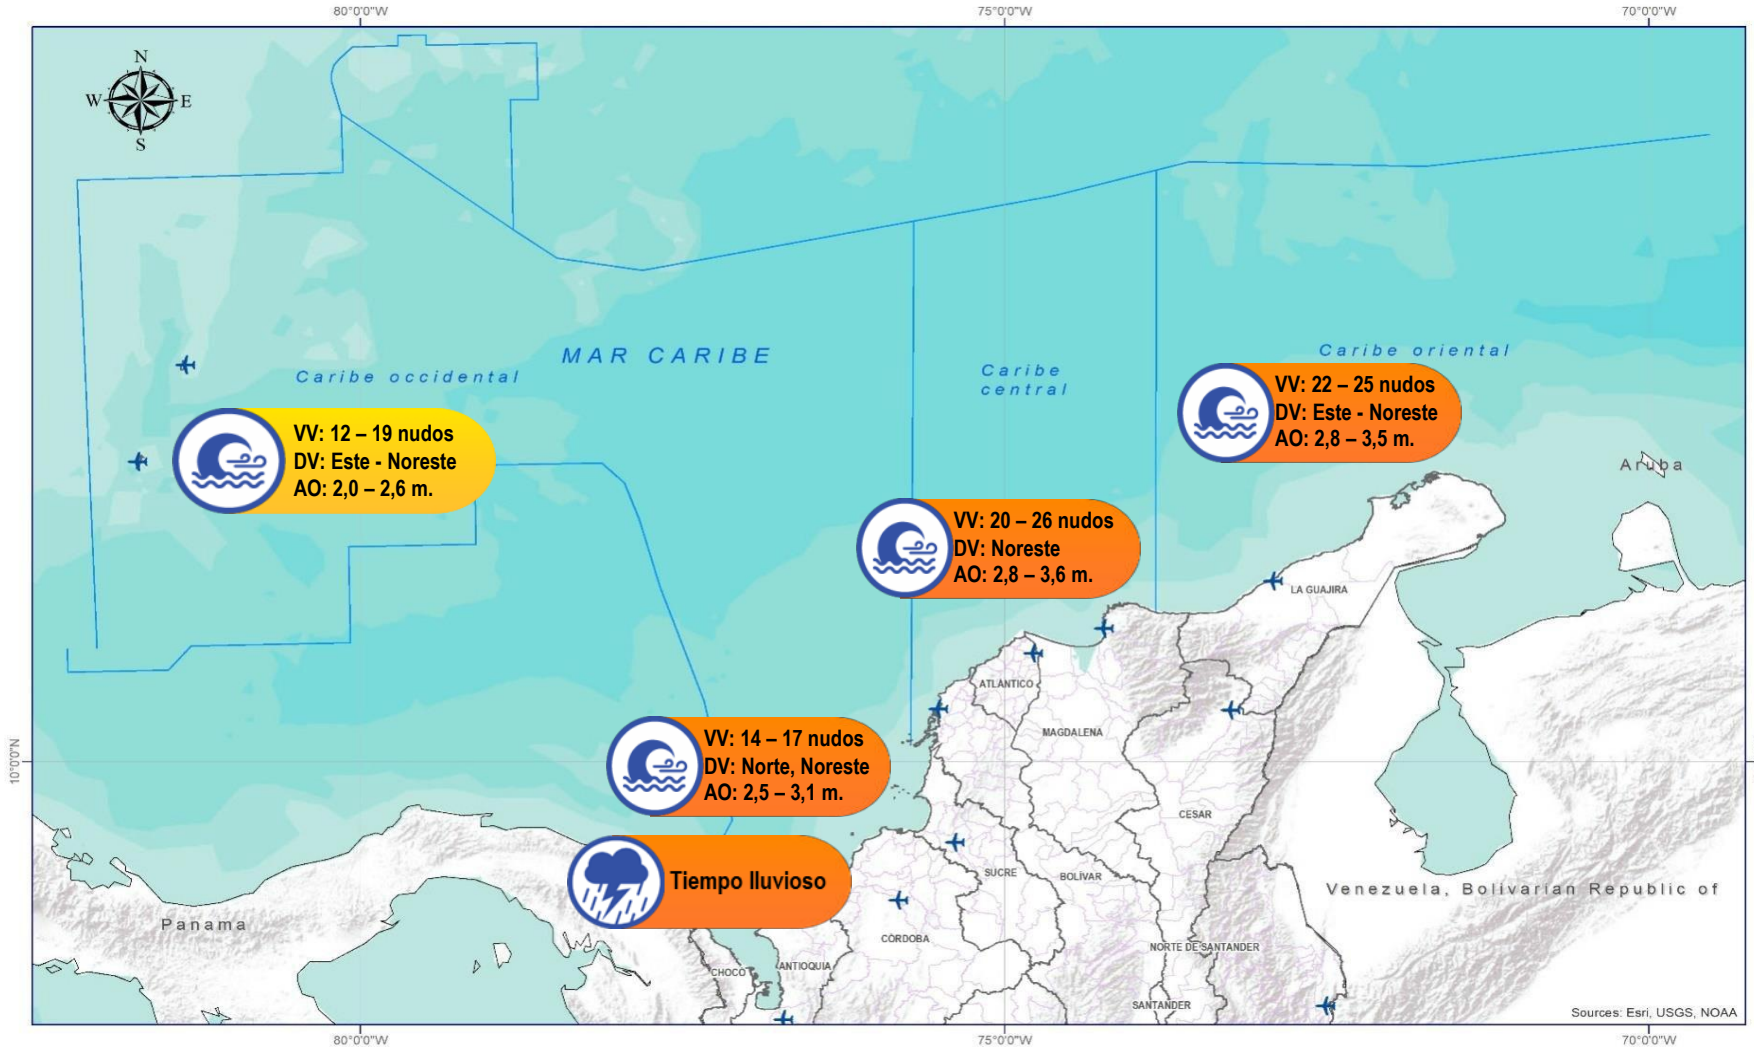 80°0'0"W
75°0'0"W
70°0'0"W
N
W
E
S
MAR CARIBE
Caribe occidental
Caribe
central
Caribe oriental
VV: 22 – 25 nudos
DV: Este - Noreste
AO: 2,8 – 3,5 m.
VV: 12 – 19 nudos
DV: Este - Noreste
AO: 2,0 – 2,6 m.
Aruba
VV: 20 – 26 nudos
DV: Noreste
AO: 2,8 – 3,6 m.
LA GUAJIRA
ATLÁNTICO
MAGDALENA
VV: 14 – 17 nudos
DV: Norte, Noreste
AO: 2,5 – 3,1 m.
10°0'0"N
CESAR
Tiempo lluvioso
SUCRE
BOLÍVAR
Venezuela, Bolivarian Republic of
Panama
CÓRDOBA
NORTE DE SANTANDER
CHOCÓ
ANTIOQUIA
SANTANDER
Sources: Esri, USGS, NOAA
80°0'0"W
75°0'0"W
70°0'0"W